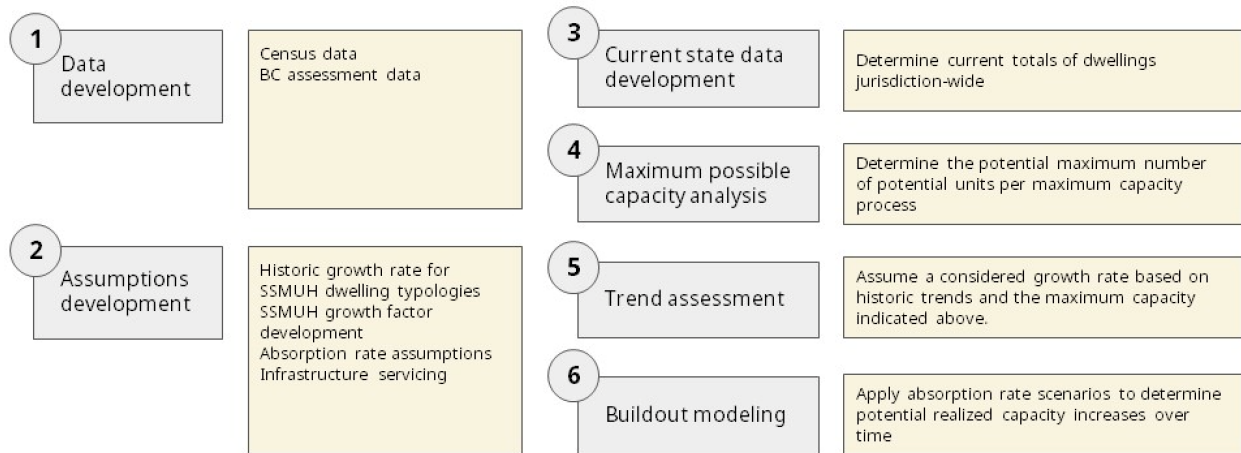 1
Data
development
Census data
BC assessment data
2
Assumptions
development
Historic growth rate for
SSMUH dwelling typologies
SSMUH growth factor
development
Absorption rate assumptions
Infrastructure servicing
3
Current state data
development
Determine current totals of dwellings
jurisdiction-wide
4
Maximum possible
capacity analysis
Determine the potential maximum number
of potential units per maximum capacity
process
5
Trend assessment
Assume a considered growth rate based on
historic trends and the maximum capacity
indicated above.
6
Buildout modeling
Apply absorption rate scenarios to determine
potential realized capacity increases over
time